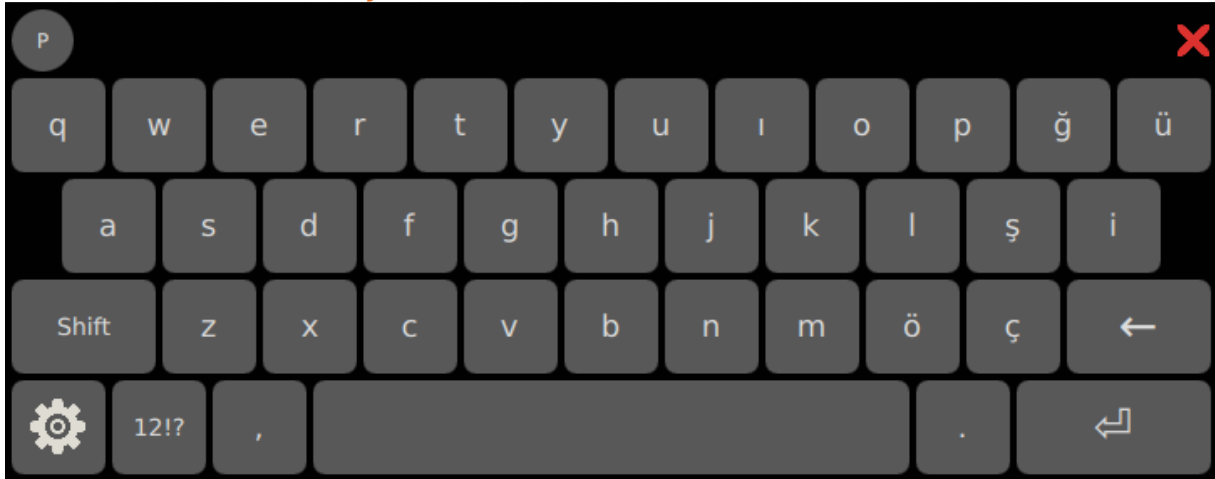 P
q w e r t y u ı o p ğ ü
a s d f g h j k l ş i
Shift z x c v b n m ö ç ←
12!? , .